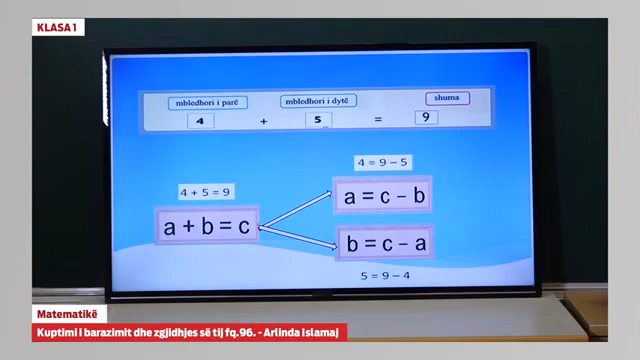 KLASA 1
mbledhori i parë mbledhori i dytë shuma
4 + 5 = 9
4 = 9 – 5
4 + 5 = 9
a = c – b
a + b = c
b = c – a
5 = 9 – 4
Matematikë
Kuptimi i barazimit dhe zgjidhjes së tij fq.96. - Arlinda Islamaj